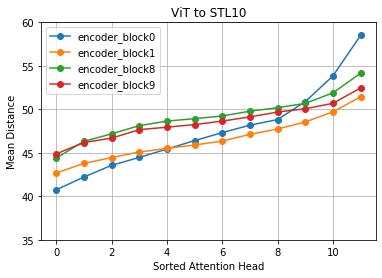 ViT to STL10
encoder_block0
encoder_block1
encoder_block8
encoder_block9
Mean Distance
60
55
50
45
40
35
0 2 4 6 8 10
Sorted Attention Head